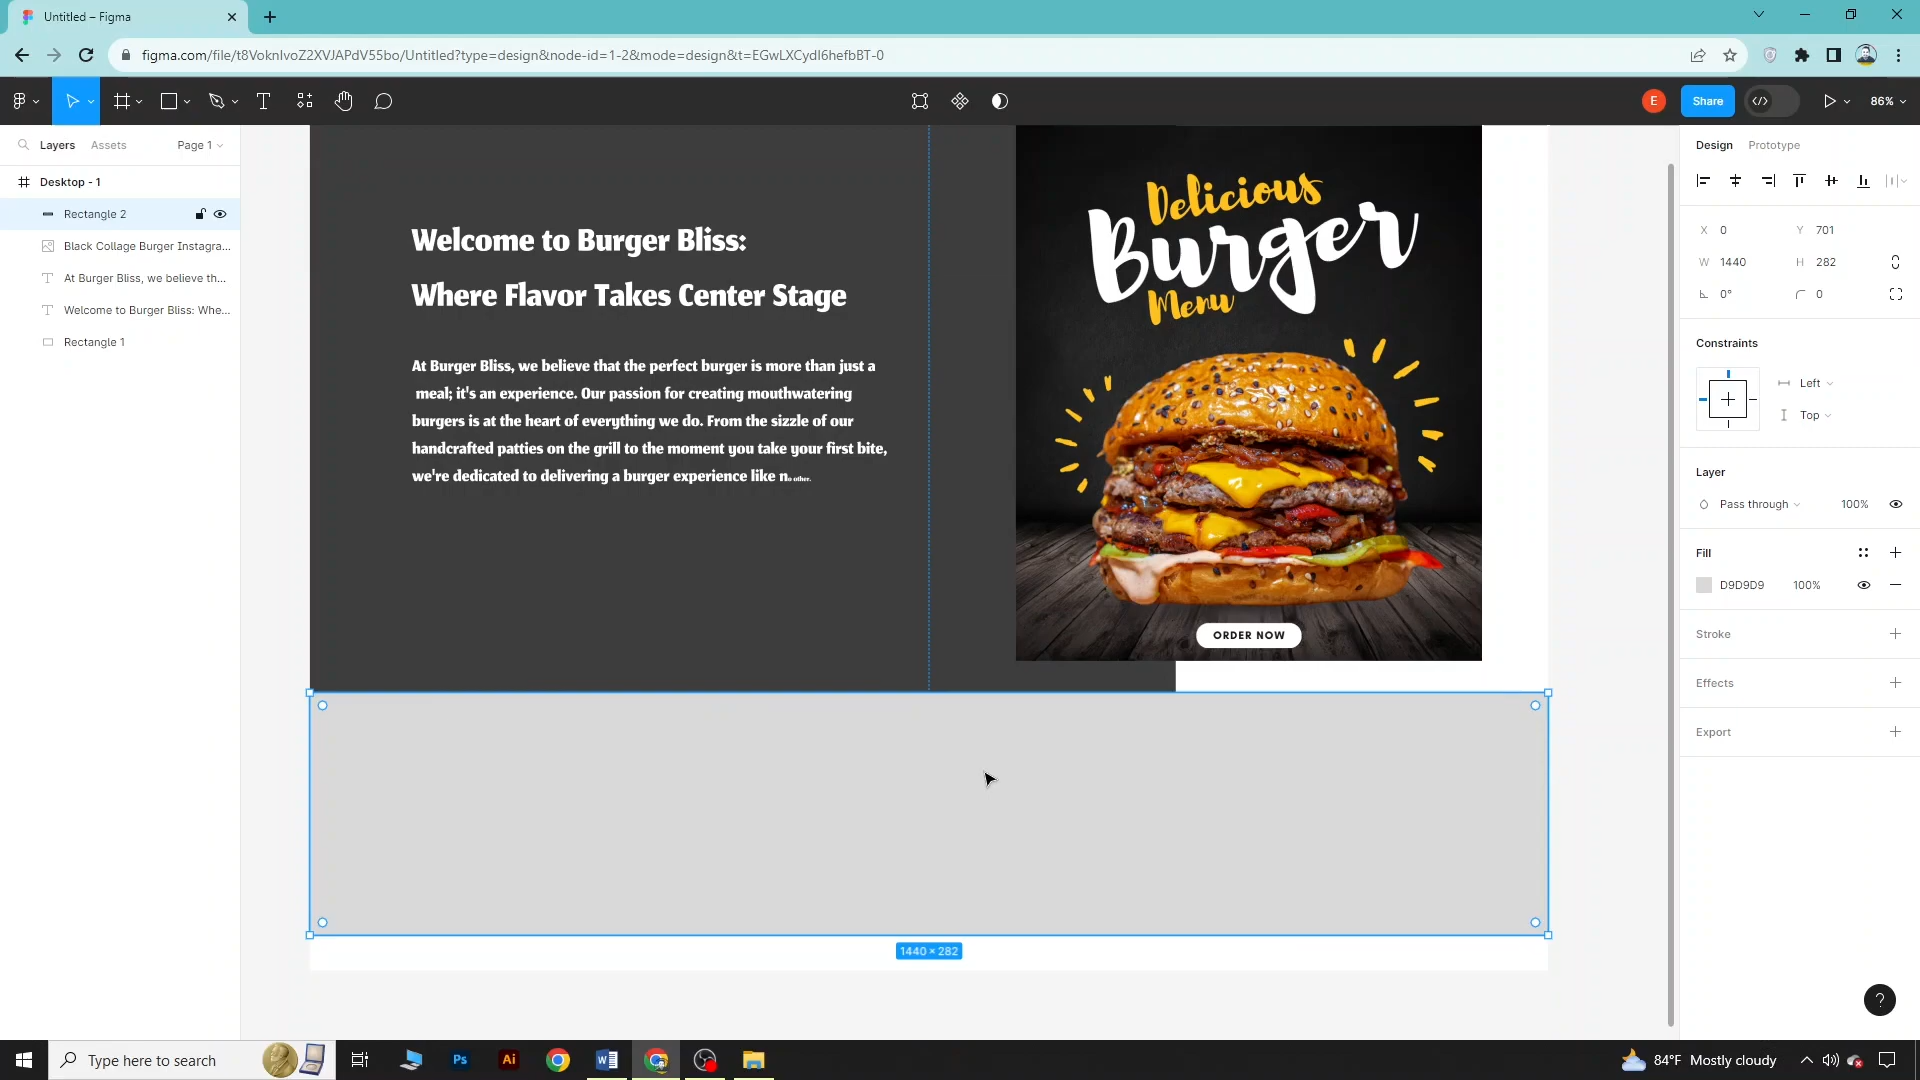 Untitled – Figma
figma.com/file/t8VoknIvoZ2XVJAPdV55bo/Untitled?type=design&node-id=1-2&mode=design&t=EGwLXCydI6hefbBT-0
E
Share
86%
Layers
Assets
Page 1
Desktop - 1
Rectangle 2
Black Collage Burger Instagra...
At Burger Bliss, we believe th...
Welcome to Burger Bliss: Whe...
Rectangle 1
Welcome to Burger Bliss:
Where Flavor Takes Center Stage
At Burger Bliss, we believe that the perfect burger is more than just a
meal; it's an experience. Our passion for creating mouthwatering
burgers is at the heart of everything we do. From the sizzle of our
handcrafted patties on the grill to the moment you take your first bite,
we're dedicated to delivering a burger experience like no other.
Delicious
Burger
Menu
ORDER NOW
1440 × 282
Design
Prototype
X 0
Y 701
W 1440
H 282
0°
0
Constraints
Left
Top
Layer
Pass through
100%
Fill
D9D9D9
100%
Stroke
Effects
Export
?
Type here to search
Ps
Ai
84°F Mostly cloudy